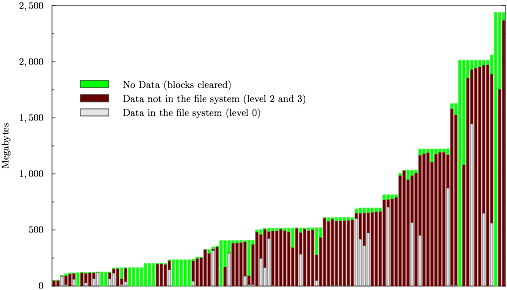 2,500
2,000
No Data (blocks cleared)
Data not in the file system (level 2 and 3)
Data in the file system (level 0)
1,500
Megabytes
1,000
500
0